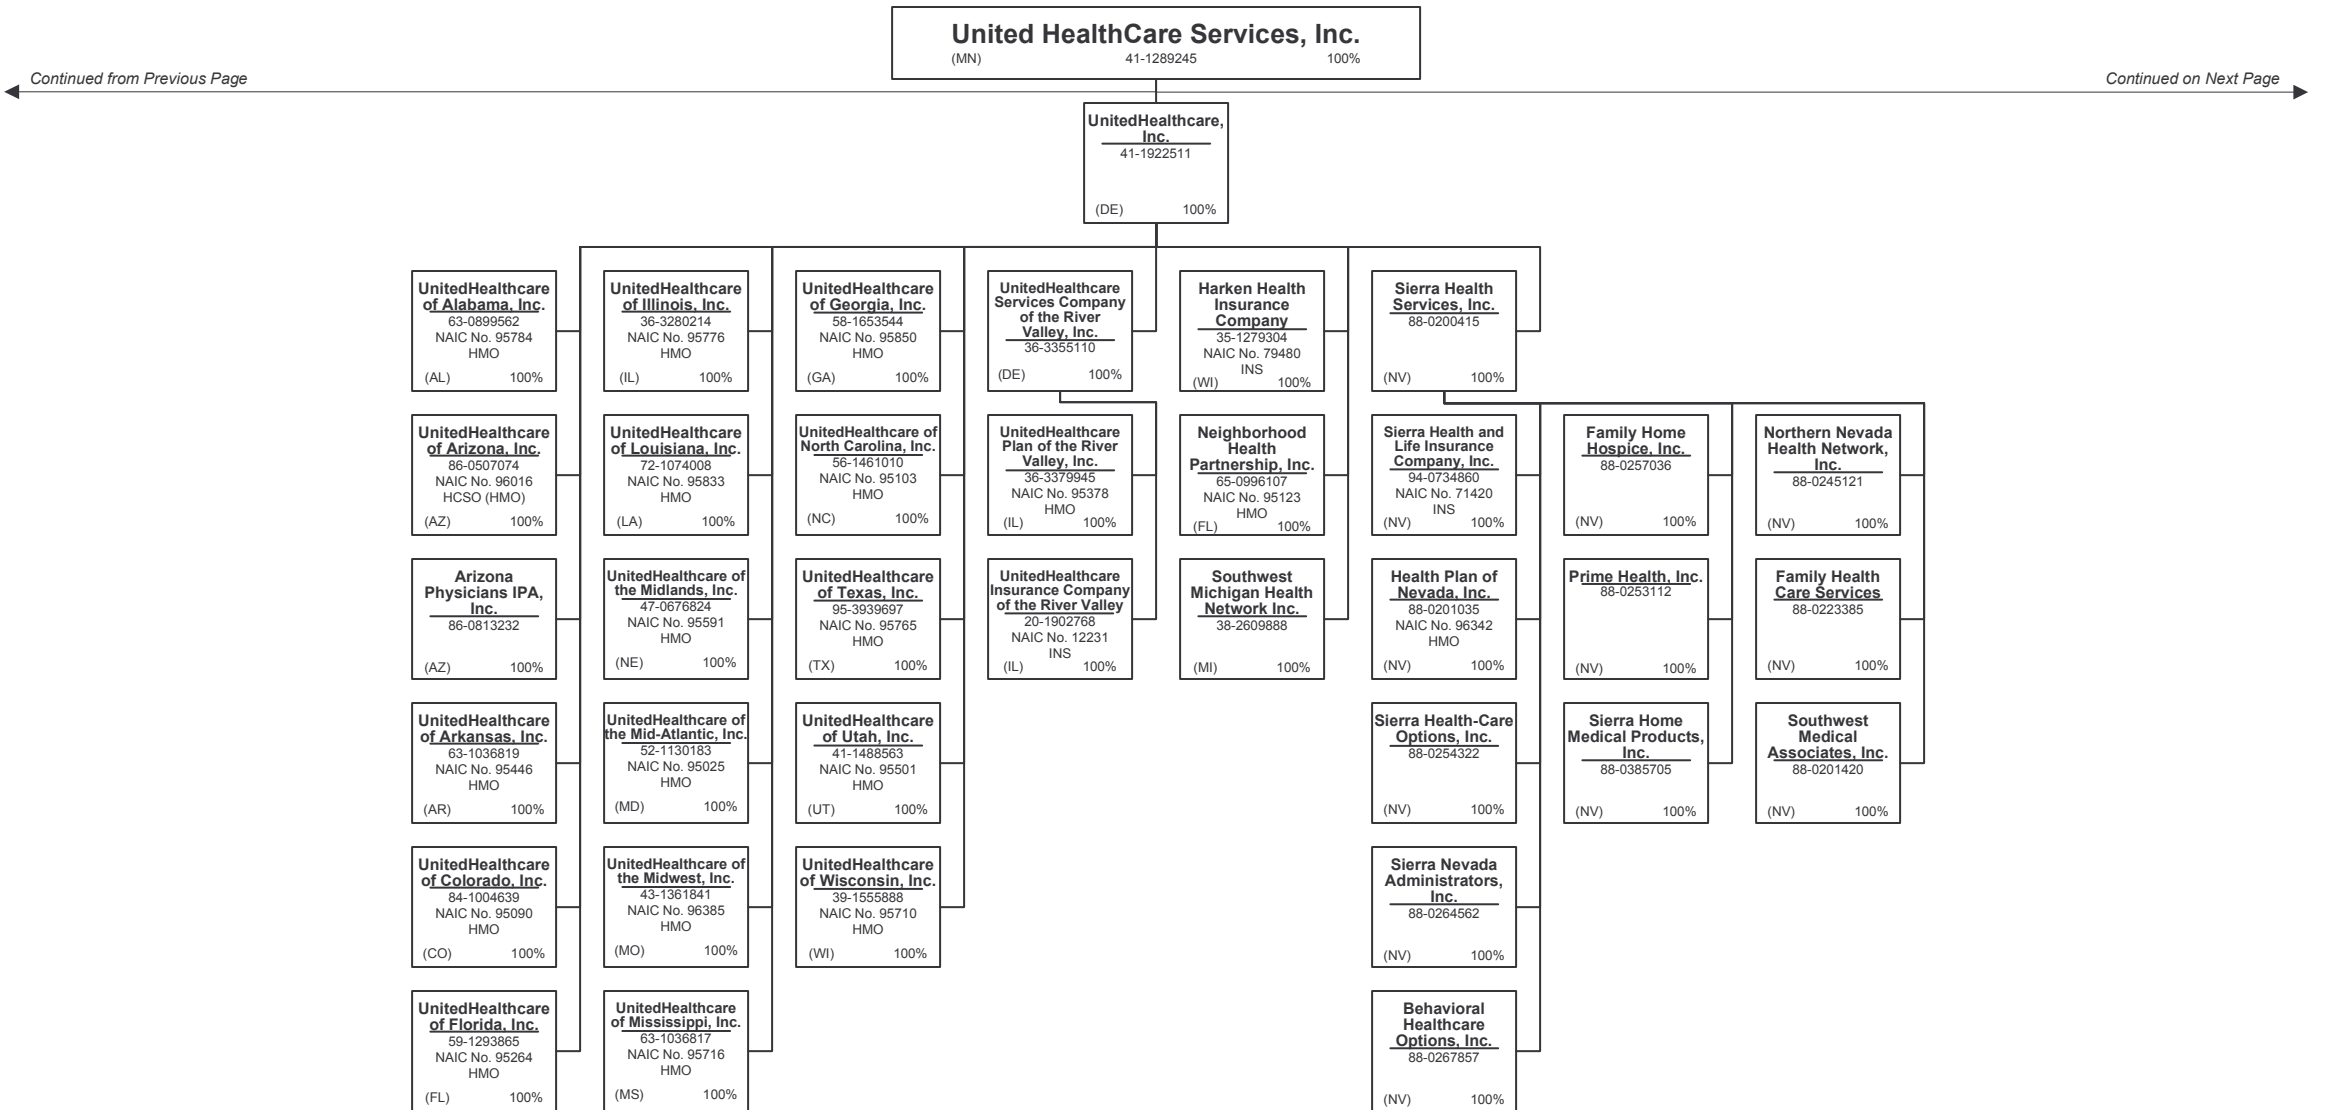 United HealthCare Services, Inc.
(MN) 41-1289245 100%
Continued from Previous Page
Continued on Next Page
UnitedHealthcare,
Inc.
41-1922511
(DE) 100%
UnitedHealthcare
of Alabama, Inc.
63-0899562
NAIC No. 95784
HMO
(AL) 100%
UnitedHealthcare
of Illinois, Inc.
36-3280214
NAIC No. 95776
HMO
(IL) 100%
UnitedHealthcare
of Georgia, Inc.
58-1653544
NAIC No. 95850
HMO
(GA) 100%
UnitedHealthcare
Services Company
of the River
Valley, Inc.
36-3355110
(DE) 100%
Harken Health
Insurance
Company
35-1279304
NAIC No. 79480
INS
(WI) 100%
Sierra Health
Services, Inc.
88-0200415
(NV) 100%
UnitedHealthcare
of Arizona, Inc.
86-0507074
NAIC No. 96016
HCSO (HMO)
(AZ) 100%
UnitedHealthcare
of Louisiana, Inc.
72-1074008
NAIC No. 95833
HMO
(LA) 100%
UnitedHealthcare of
North Carolina, Inc.
56-1461010
NAIC No. 95103
HMO
(NC) 100%
UnitedHealthcare
Plan of the River
Valley, Inc.
36-3379945
NAIC No. 95378
HMO
(IL) 100%
Neighborhood
Health
Partnership, Inc.
65-0996107
NAIC No. 95123
HMO
(FL) 100%
Sierra Health and
Life Insurance
Company, Inc.
94-0734860
NAIC No. 71420
INS
(NV) 100%
Family Home
Hospice, Inc.
88-0257036
(NV) 100%
Northern Nevada
Health Network,
Inc.
88-0245121
(NV) 100%
Arizona
Physicians IPA,
Inc.
86-0813232
(AZ) 100%
UnitedHealthcare of
the Midlands, Inc.
47-0676824
NAIC No. 95591
HMO
(NE) 100%
UnitedHealthcare
of Texas, Inc.
95-3939697
NAIC No. 95765
HMO
(TX) 100%
UnitedHealthcare
Insurance Company
of the River Valley
20-1902768
NAIC No. 12231
INS
(IL) 100%
Southwest
Michigan Health
Network Inc.
38-2609888
(MI) 100%
Health Plan of
Nevada, Inc.
88-0201035
NAIC No. 96342
HMO
(NV) 100%
Prime Health, Inc.
88-0253112
(NV) 100%
Family Health
Care Services
88-0223385
(NV) 100%
UnitedHealthcare
of Arkansas, Inc.
63-1036819
NAIC No. 95446
HMO
(AR) 100%
UnitedHealthcare of
the Mid-Atlantic, Inc.
52-1130183
NAIC No. 95025
HMO
(MD) 100%
UnitedHealthcare
of Utah, Inc.
41-1488563
NAIC No. 95501
HMO
(UT) 100%
Sierra Health-Care
Options, Inc.
88-0254322
(NV) 100%
Sierra Home
Medical Products,
Inc.
88-0385705
(NV) 100%
Southwest
Medical
Associates, Inc.
88-0201420
(NV) 100%
UnitedHealthcare
of Colorado, Inc.
84-1004639
NAIC No. 95090
HMO
(CO) 100%
UnitedHealthcare of
the Midwest, Inc.
43-1361841
NAIC No. 96385
HMO
(MO) 100%
UnitedHealthcare
of Wisconsin, Inc.
39-1555888
NAIC No. 95710
HMO
(WI) 100%
Sierra Nevada
Administrators,
Inc.
88-0264562
(NV) 100%
UnitedHealthcare
of Florida, Inc.
59-1293865
NAIC No. 95264
HMO
(FL) 100%
UnitedHealthcare
of Mississippi, Inc.
63-1036817
NAIC No. 95716
HMO
(MS) 100%
Behavioral
Healthcare
Options, Inc.
88-0267857
(NV) 100%